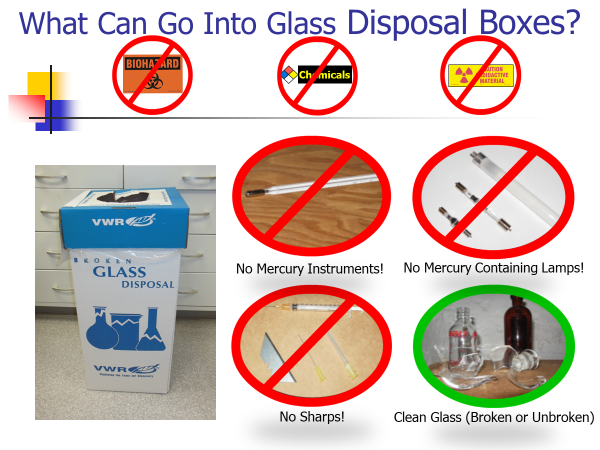 What Can Go Into Glass Disposal Boxes?
BIOHAZARD
Chemicals
CAUTION
RADIOACTIVE
MATERIAL
VWR
BROKEN
GLASS
DISPOSAL
VWR
No Mercury Instruments!
No Mercury Containing Lamps!
No Sharps!
Clean Glass (Broken or Unbroken)